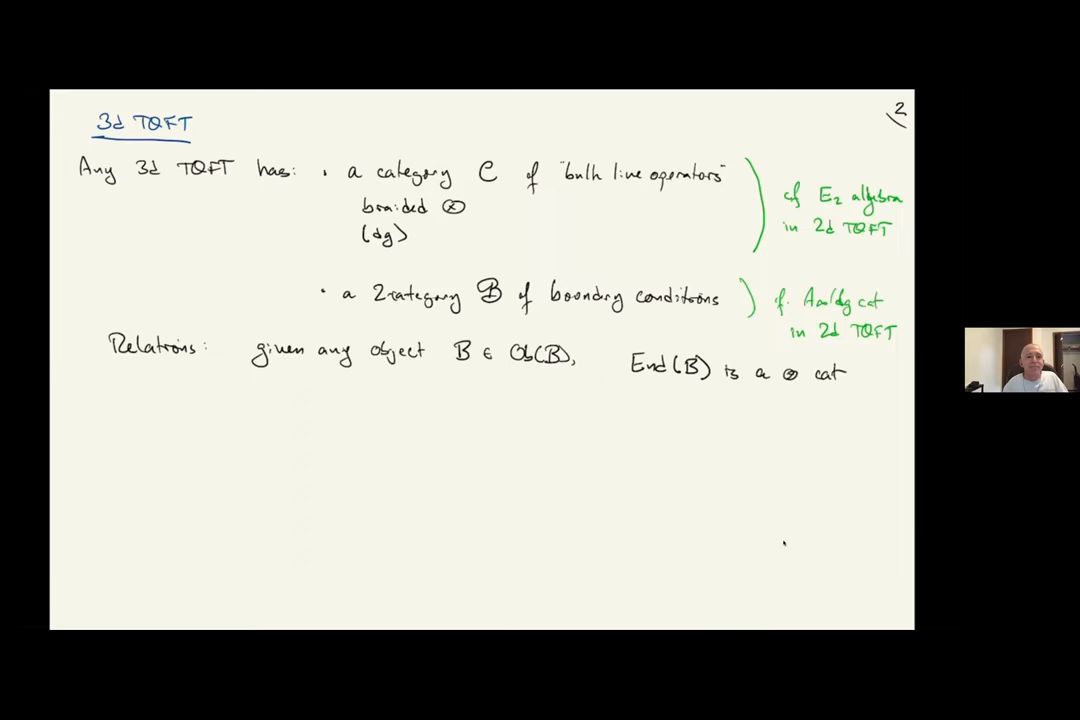 2
3d TQFT
Any 3d TQFT has: · a category C of "bulk line operators"
braided ⊗
(dg)
cf E₂ algebra
in 2d TQFT
· a 2category B of boundary conditions
cf. A∞/dg cat
in 2d TQFT
Relations: given any object B ∈ Ob(B), End(B) is a ⊗ cat